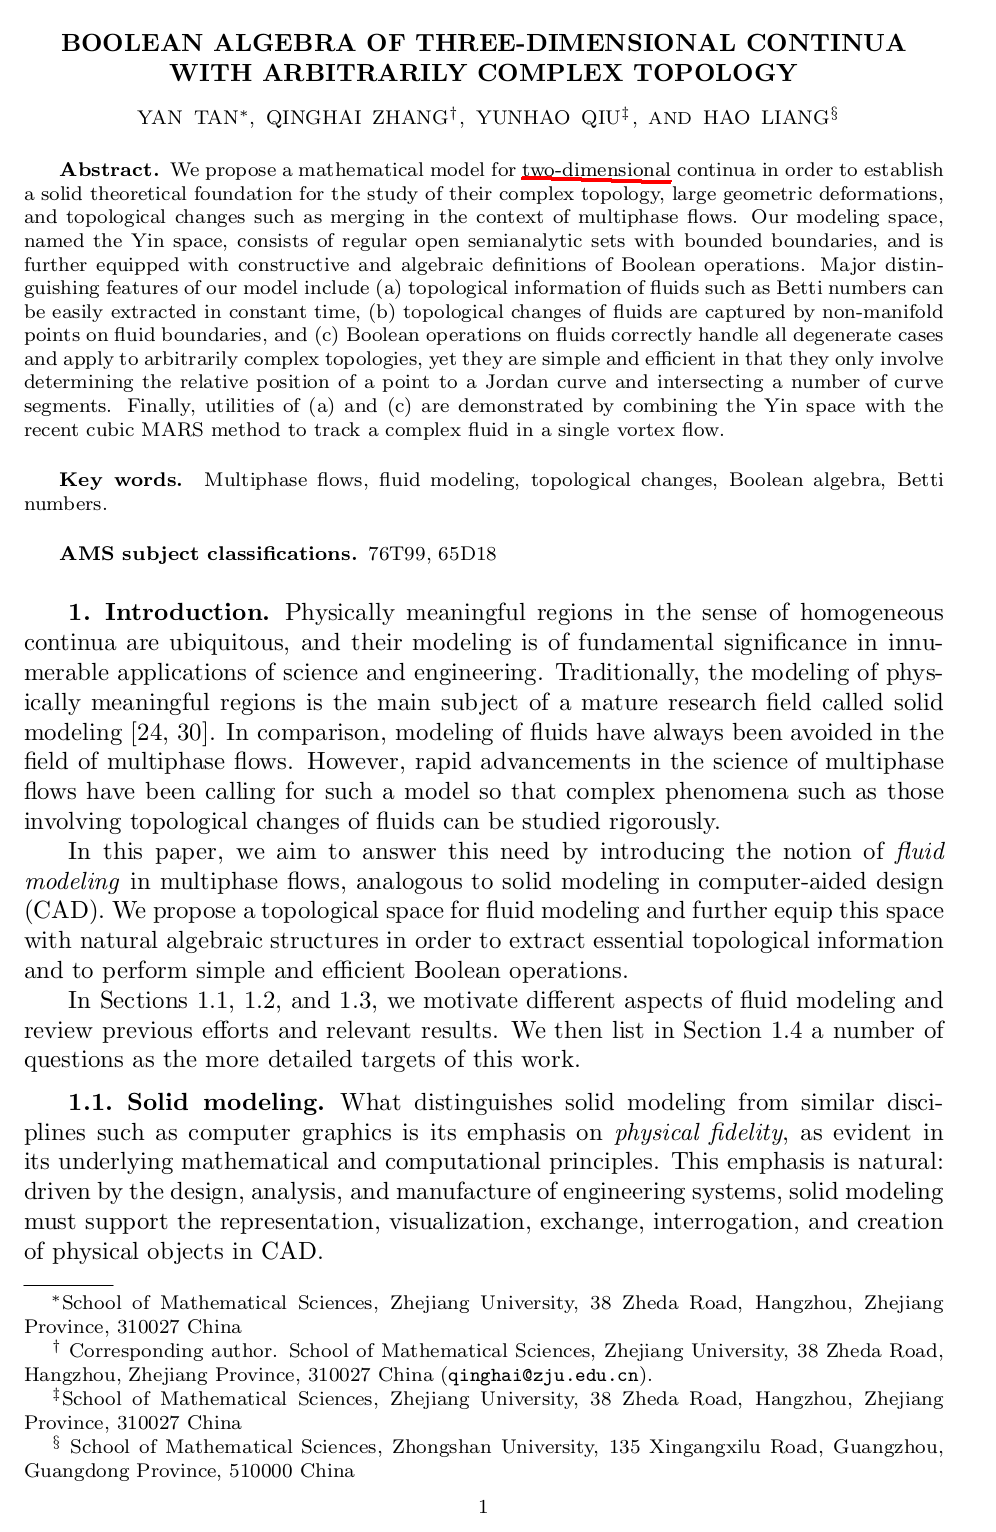 BOOLEAN ALGEBRA OF THREE-DIMENSIONAL CONTINUA
WITH ARBITRARILY COMPLEX TOPOLOGY
YAN TAN*, QINGHAI ZHANG†, YUNHAO QIU‡, AND HAO LIANG§
Abstract. We propose a mathematical model for two-dimensional continua in order to establish
a solid theoretical foundation for the study of their complex topology, large geometric deformations,
and topological changes such as merging in the context of multiphase flows. Our modeling space,
named the Yin space, consists of regular open semianalytic sets with bounded boundaries, and is
further equipped with constructive and algebraic definitions of Boolean operations. Major distin-
guishing features of our model include (a) topological information of fluids such as Betti numbers can
be easily extracted in constant time, (b) topological changes of fluids are captured by non-manifold
points on fluid boundaries, and (c) Boolean operations on fluids correctly handle all degenerate cases
and apply to arbitrarily complex topologies, yet they are simple and efficient in that they only involve
determining the relative position of a point to a Jordan curve and intersecting a number of curve
segments. Finally, utilities of (a) and (c) are demonstrated by combining the Yin space with the
recent cubic MARS method to track a complex fluid in a single vortex flow.
Key words. Multiphase flows, fluid modeling, topological changes, Boolean algebra, Betti
numbers.
AMS subject classifications. 76T99, 65D18
1. Introduction. Physically meaningful regions in the sense of homogeneous
continua are ubiquitous, and their modeling is of fundamental significance in innu-
merable applications of science and engineering. Traditionally, the modeling of phys-
ically meaningful regions is the main subject of a mature research field called solid
modeling [24, 30]. In comparison, modeling of fluids have always been avoided in the
field of multiphase flows. However, rapid advancements in the science of multiphase
flows have been calling for such a model so that complex phenomena such as those
involving topological changes of fluids can be studied rigorously.
In this paper, we aim to answer this need by introducing the notion of fluid
modeling in multiphase flows, analogous to solid modeling in computer-aided design
(CAD). We propose a topological space for fluid modeling and further equip this space
with natural algebraic structures in order to extract essential topological information
and to perform simple and efficient Boolean operations.
In Sections 1.1, 1.2, and 1.3, we motivate different aspects of fluid modeling and
review previous efforts and relevant results. We then list in Section 1.4 a number of
questions as the more detailed targets of this work.
1.1. Solid modeling. What distinguishes solid modeling from similar disci-
plines such as computer graphics is its emphasis on physical fidelity, as evident in
its underlying mathematical and computational principles. This emphasis is natural:
driven by the design, analysis, and manufacture of engineering systems, solid modeling
must support the representation, visualization, exchange, interrogation, and creation
of physical objects in CAD.
*School of Mathematical Sciences, Zhejiang University, 38 Zheda Road, Hangzhou, Zhejiang
Province, 310027 China
† Corresponding author. School of Mathematical Sciences, Zhejiang University, 38 Zheda Road,
Hangzhou, Zhejiang Province, 310027 China (qinghai@zju.edu.cn).
‡School of Mathematical Sciences, Zhejiang University, 38 Zheda Road, Hangzhou, Zhejiang
Province, 310027 China
§ School of Mathematical Sciences, Zhongshan University, 135 Xingangxilu Road, Guangzhou,
Guangdong Province, 510000 China
1